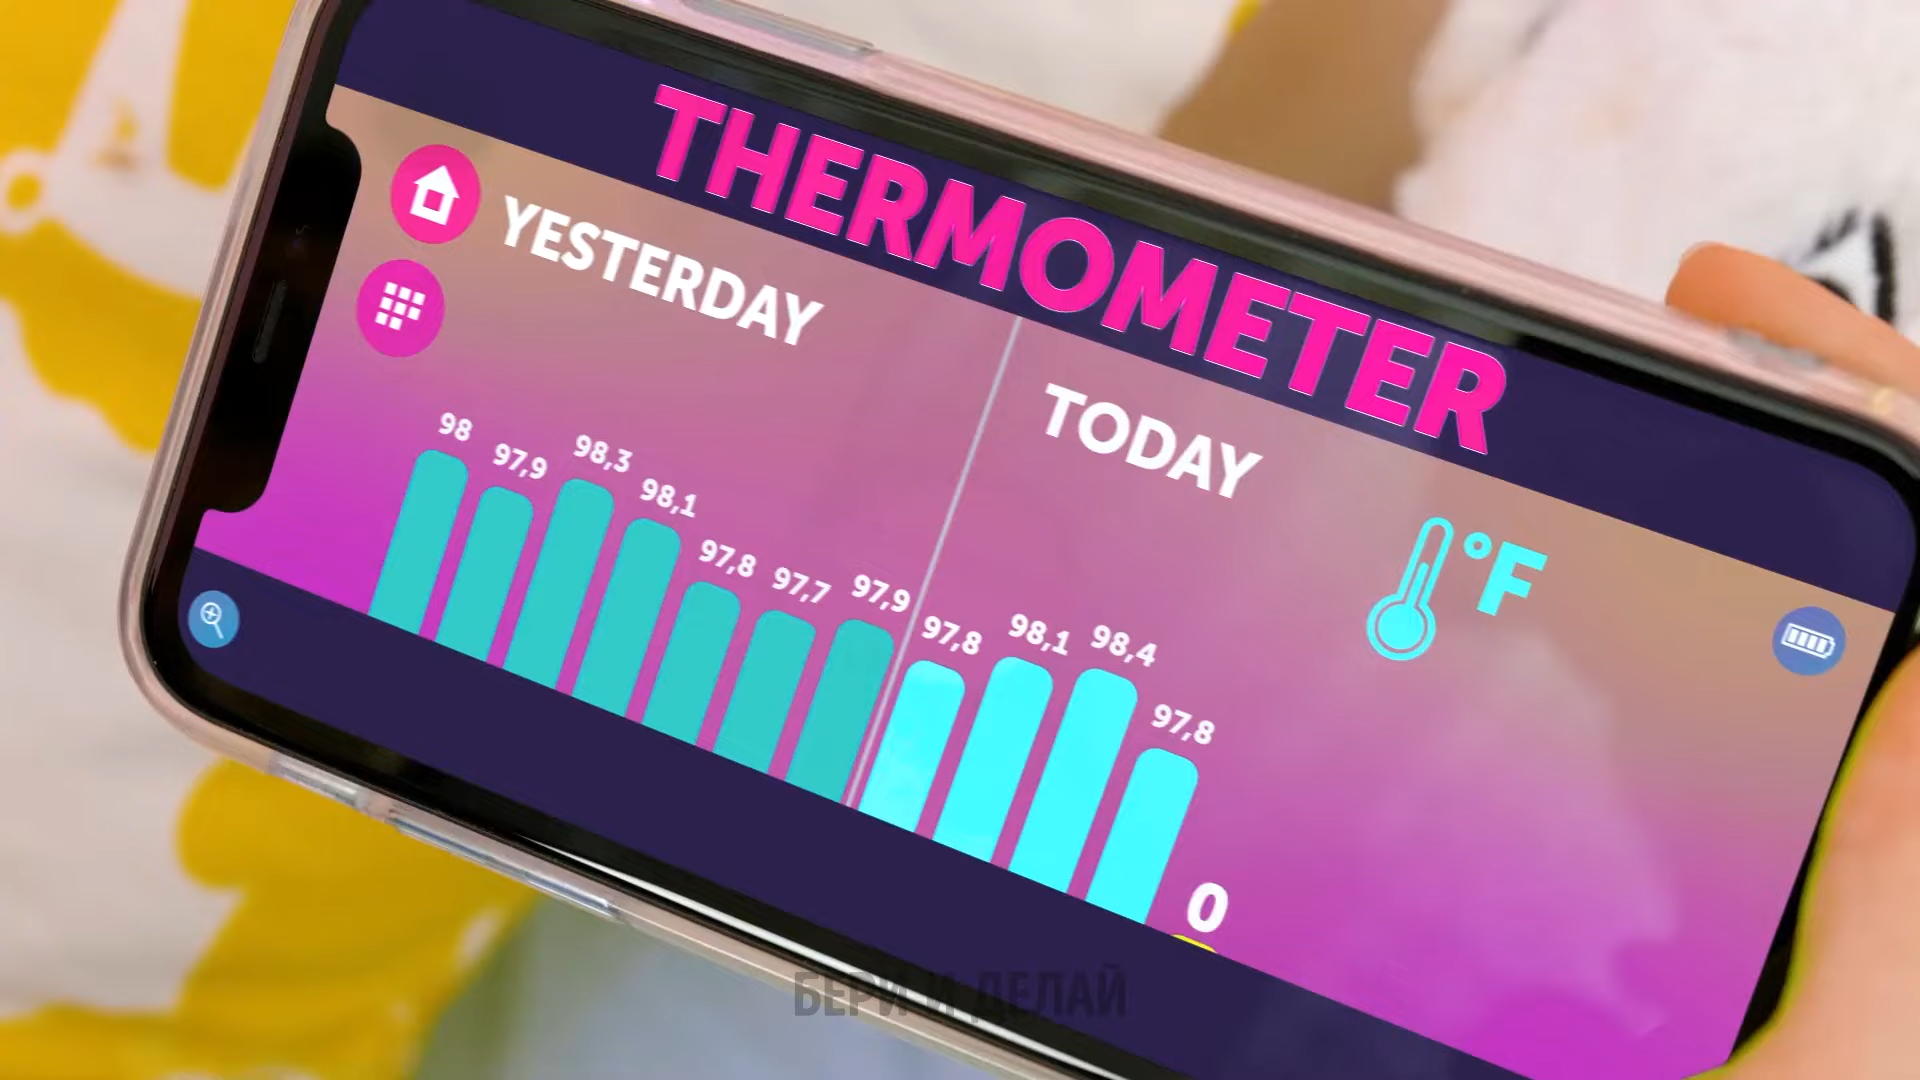 THERMOMETER
YESTERDAY
TODAY
98
97,9
98,3
98,1
97,8
97,7
97,9
97,8
98,1
98,4
97,8
0
°F
БЕРИ И ДЕЛАЙ